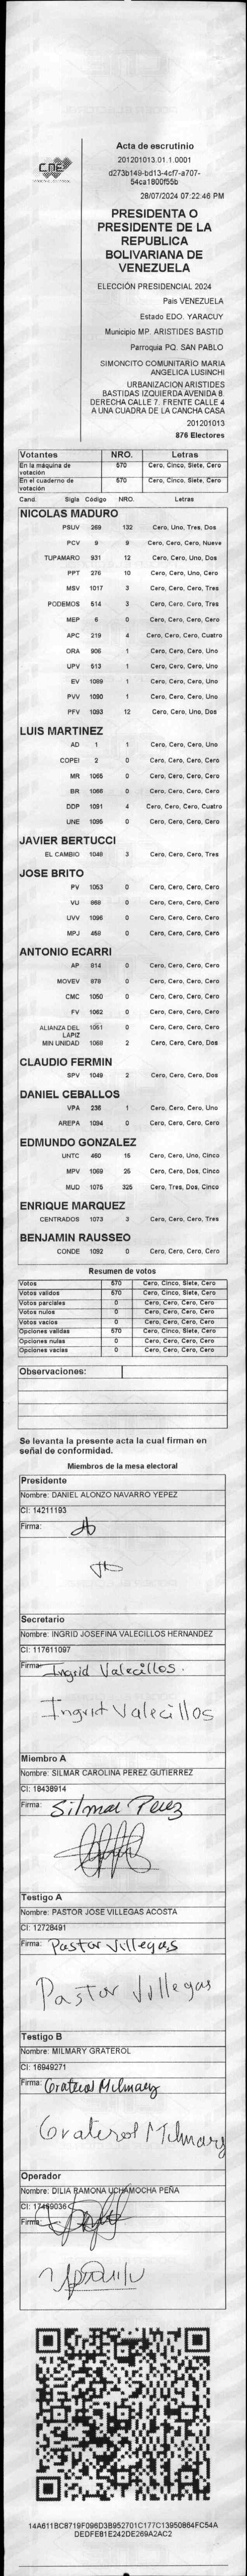 CNE
Acta de escrutinio
201201013.01.1.0001
d273b149-bd13-4cf7-a707-
54ca1800f55b
28/07/2024 07:22:46 PM
PRESIDENTA O
PRESIDENTE DE LA
REPUBLICA
BOLIVARIANA DE
VENEZUELA
ELECCIÓN PRESIDENCIAL 2024
Pais VENEZUELA
Estado EDO. YARACUY
Municipio MP. ARISTIDES BASTID
Parroquia PQ. SAN PABLO
SIMONCITO COMUNITARIO MARIA
ANGELICA LUSINCHI
URBANIZACION ARISTIDES
BASTIDAS IZQUIERDA AVENIDA 8.
DERECHA CALLE 7. FRENTE CALLE 4
A UNA CUADRA DE LA CANCHA CASA
201201013
876 Electores
Votantes NRO. Letras
En la máquina de votación 570 Cero, Cinco, Siete, Cero
En el cuaderno de votación 570 Cero, Cinco, Siete, Cero
Cand. Sigla Código NRO. Letras
NICOLAS MADURO
PSUV 269 132 Cero, Uno, Tres, Dos
PCV 9 9 Cero, Cero, Cero, Nueve
TUPAMARO 931 12 Cero, Cero, Uno, Dos
PPT 276 10 Cero, Cero, Uno, Cero
MSV 1017 3 Cero, Cero, Cero, Tres
PODEMOS 514 3 Cero, Cero, Cero, Tres
MEP 6 0 Cero, Cero, Cero, Cero
APC 219 4 Cero, Cero, Cero, Cuatro
ORA 906 1 Cero, Cero, Cero, Uno
UPV 513 1 Cero, Cero, Cero, Uno
EV 1089 1 Cero, Cero, Cero, Uno
PVV 1090 1 Cero, Cero, Cero, Uno
PFV 1093 12 Cero, Cero, Uno, Dos
LUIS MARTINEZ
AD 1 1 Cero, Cero, Cero, Uno
COPEI 2 0 Cero, Cero, Cero, Cero
MR 1065 0 Cero, Cero, Cero, Cero
BR 1066 0 Cero, Cero, Cero, Cero
DDP 1091 4 Cero, Cero, Cero, Cuatro
UNE 1095 0 Cero, Cero, Cero, Cero
JAVIER BERTUCCI
EL CAMBIO 1048 3 Cero, Cero, Cero, Tres
JOSE BRITO
PV 1053 0 Cero, Cero, Cero, Cero
VU 868 0 Cero, Cero, Cero, Cero
UVV 1096 0 Cero, Cero, Cero, Cero
MPJ 458 0 Cero, Cero, Cero, Cero
ANTONIO ECARRI
AP 814 0 Cero, Cero, Cero, Cero
MOVEV 978 0 Cero, Cero, Cero, Cero
CMC 1050 0 Cero, Cero, Cero, Cero
FV 1062 0 Cero, Cero, Cero, Cero
ALIANZA DEL LAPIZ 1051 0 Cero, Cero, Cero, Cero
MIN UNIDAD 1068 2 Cero, Cero, Cero, Dos
CLAUDIO FERMIN
SPV 1049 2 Cero, Cero, Cero, Dos
DANIEL CEBALLOS
VPA 236 1 Cero, Cero, Cero, Uno
AREPA 1094 0 Cero, Cero, Cero, Cero
EDMUNDO GONZALEZ
UNTC 460 15 Cero, Cero, Uno, Cinco
MPV 1069 25 Cero, Cero, Dos, Cinco
MUD 1075 325 Cero, Tres, Dos, Cinco
ENRIQUE MARQUEZ
CENTRADOS 1073 3 Cero, Cero, Cero, Tres
BENJAMIN RAUSSEO
CONDE 1092 0 Cero, Cero, Cero, Cero
Resumen de votos
Votos 570 Cero, Cinco, Siete, Cero
Votos validos 570 Cero, Cinco, Siete, Cero
Votos parciales 0 Cero, Cero, Cero, Cero
Votos nulos 0 Cero, Cero, Cero, Cero
Votos vacios 0 Cero, Cero, Cero, Cero
Opciones validas 570 Cero, Cinco, Siete, Cero
Opciones nulas 0 Cero, Cero, Cero, Cero
Opciones vacias 0 Cero, Cero, Cero, Cero
Observaciones:
Se levanta la presente acta la cual firman en
señal de conformidad.
Miembros de la mesa electoral
Presidente
Nombre: DANIEL ALONZO NAVARRO YEPEZ
CI: 14211193
Firma:
Secretario
Nombre: INGRID JOSEFINA VALECILLOS HERNANDEZ
CI: 117611097
Firma: Ingrid Valecillos.
Ingrid Valecillos
Miembro A
Nombre: SILMAR CAROLINA PEREZ GUTIERREZ
CI: 18438914
Firma: Silmar Perez
Testigo A
Nombre: PASTOR JOSE VILLEGAS ACOSTA
CI: 12728491
Firma: Pastor Villegas
Pastor Villegas
Testigo B
Nombre: MILMARY GRATEROL
CI: 16949271
Firma: Graterol Milmary
Graterol Milmary
Operador
Nombre: DILIA RAMONA UCHAMOCHA PEÑA
CI: 17469036
Firma:
14A611BC8719F096D3B952701C177C13950864FC54A
DEDFE81E242DE269A2AC2